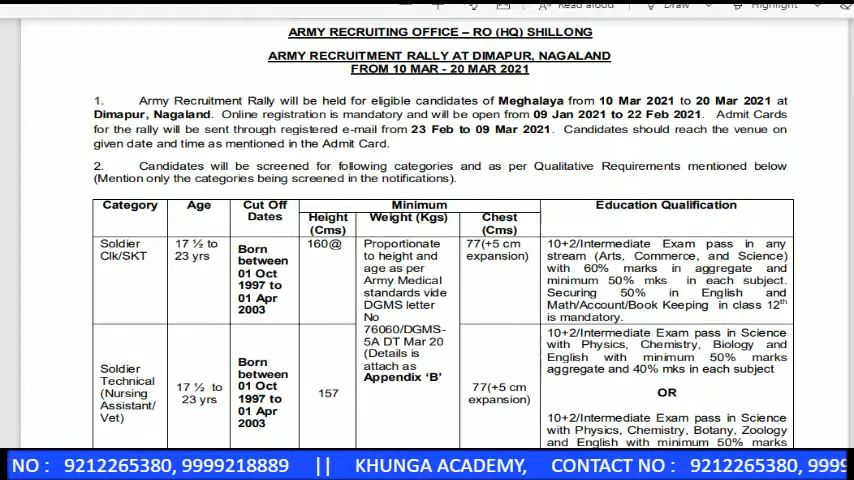 Read aloud
Draw
Highlight
ARMY RECRUITING OFFICE – RO (HQ) SHILLONG
ARMY RECRUITMENT RALLY AT DIMAPUR, NAGALAND
FROM 10 MAR - 20 MAR 2021
1. Army Recruitment Rally will be held for eligible candidates of Meghalaya from 10 Mar 2021 to 20 Mar 2021 at
Dimapur, Nagaland. Online registration is mandatory and will be open from 09 Jan 2021 to 22 Feb 2021. Admit Cards
for the rally will be sent through registered e-mail from 23 Feb to 09 Mar 2021. Candidates should reach the venue on
given date and time as mentioned in the Admit Card.
2. Candidates will be screened for following categories and as per Qualitative Requirements mentioned below
(Mention only the categories being screened in the notifications).
Category Age Cut Off Minimum Education Qualification
Dates Height Weight (Kgs) Chest
(Cms) (Cms)
Soldier
Clk/SKT
17 ½ to
23 yrs
Born
between
01 Oct
1997 to
01 Apr
2003
160@
Proportionate
to height and
age as per
Army Medical
standards vide
DGMS letter
No
76060/DGMS-
5A DT Mar 20
(Details is
attach as
Appendix ‘B’
77(+5 cm
expansion)
10+2/Intermediate Exam pass in any
stream (Arts, Commerce, and Science)
with 60% marks in aggregate and
minimum 50% mks in each subject.
Securing 50% in English and
Math/Account/Book Keeping in class 12th
is mandatory.
Soldier
Technical
(Nursing
Assistant/
Vet)
17 ½ to
23 yrs
Born
between
01 Oct
1997 to
01 Apr
2003
157
77(+5 cm
expansion)
10+2/Intermediate Exam pass in Science
with Physics, Chemistry, Biology and
English with minimum 50% marks
aggregate and 40% mks in each subject
OR
10+2/Intermediate Exam pass in Science
with Physics, Chemistry, Botany, Zoology
and English with minimum 50% marks
NO : 9212265380, 9999218889 || KHUNGA ACADEMY, CONTACT NO : 9212265380, 9999